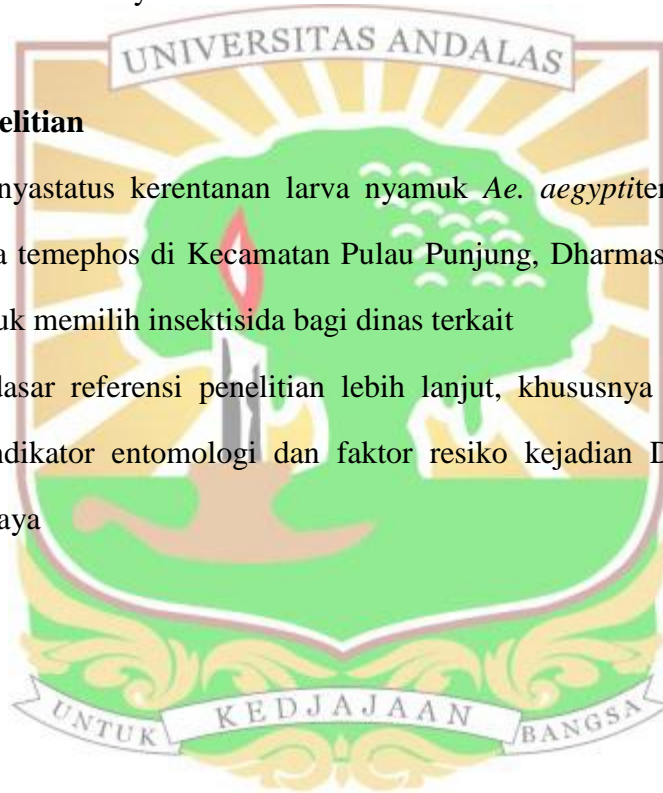 UNIVERSITAS ANDALAS
elitian
nyastatus kerentanan larva nyamuk Ae. aegyptiter
a temephos di Kecamatan Pulau Punjung, Dharmas
uk memilih insektisida bagi dinas terkait
dasar referensi penelitian lebih lanjut, khususnya
ndikator entomologi dan faktor resiko kejadian D
aya
UNTUK KEDJAJAAN BANGSA